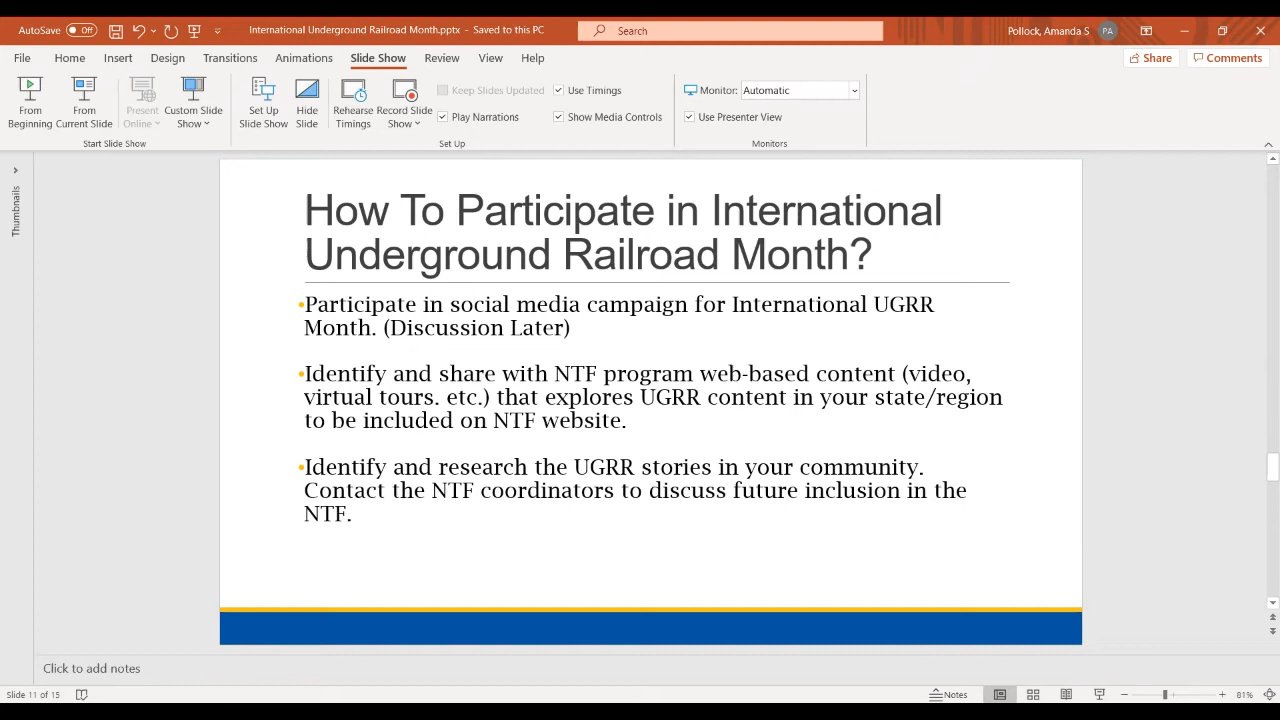 AutoSave Off International Underground Railroad Month.pptx - Saved to this PC Search Pollock, Amanda S PA
File Home Insert Design Transitions Animations Slide Show Review View Help Share Comments
From Beginning
From Current Slide
Present Online
Custom Slide Show
Set Up Slide Show
Hide Slide
Rehearse Timings
Record Slide Show
Keep Slides Updated
Use Timings
Play Narrations
Show Media Controls
Monitor: Automatic
Use Presenter View
Start Slide Show Set Up Monitors
Thumbnails
How To Participate in International
Underground Railroad Month?
•Participate in social media campaign for International UGRR
Month. (Discussion Later)
•Identify and share with NTF program web-based content (video,
virtual tours. etc.) that explores UGRR content in your state/region
to be included on NTF website.
•Identify and research the UGRR stories in your community.
Contact the NTF coordinators to discuss future inclusion in the
NTF.
Click to add notes
Slide 11 of 15 Notes 81%